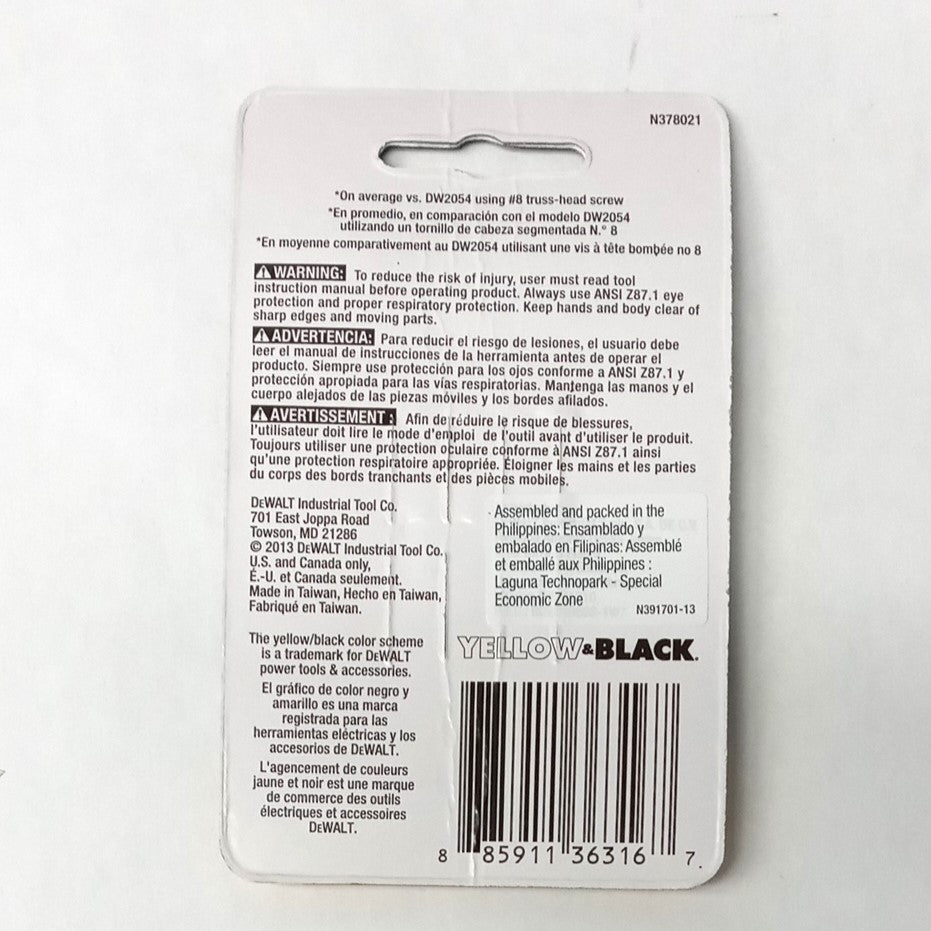 N378021
*On average vs. DW2054 using #8 truss-head screw
*En promedio, en comparación con el modelo DW2054
utilizando un tornillo de cabeza segmentada N.° 8
*En moyenne comparativement au DW2054 utilisant une vis à tête bombée no 8
WARNING: To reduce the risk of injury, user must read tool
instruction manual before operating product. Always use ANSI Z87.1 eye
protection and proper respiratory protection. Keep hands and body clear of
sharp edges and moving parts.
ADVERTENCIA: Para reducir el riesgo de lesiones, el usuario debe
leer el manual de instrucciones de la herramienta antes de operar el
producto. Siempre use protección para los ojos conforme a ANSI Z87.1 y
protección apropiada para las vías respiratorias. Mantenga las manos y el
cuerpo alejados de las piezas móviles y los bordes afilados.
AVERTISSEMENT : Afin de réduire le risque de blessures,
l'utilisateur doit lire le mode d'emploi de l'outil avant d'utiliser le produit.
Toujours utiliser une protection oculaire conforme à ANSI Z87.1 ainsi
qu'une protection respiratoire appropriée. Éloigner les mains et les parties
du corps des bords tranchants et des pièces mobiles.
DEWALT Industrial Tool Co.
701 East Joppa Road
Towson, MD 21286
© 2013 DEWALT Industrial Tool Co.
U.S. and Canada only,
É.-U. et Canada seulement.
Made in Taiwan, Hecho en Taiwan,
Fabriqué en Taiwan.
Assembled and packed in the
Philippines: Ensamblado y
embalado en Filipinas: Assemblé
et emballé aux Philippines :
Laguna Technopark - Special
Economic Zone
N391701-13
The yellow/black color scheme
is a trademark for DEWALT
power tools & accessories.
El gráfico de color negro y
amarillo es una marca
registrada para las
herramientas eléctricas y los
accesorios de DEWALT.
L'agencement de couleurs
jaune et noir est une marque
de commerce des outils
électriques et accessoires
DEWALT.
YELLOW&BLACK.
8 85911 36316 7.